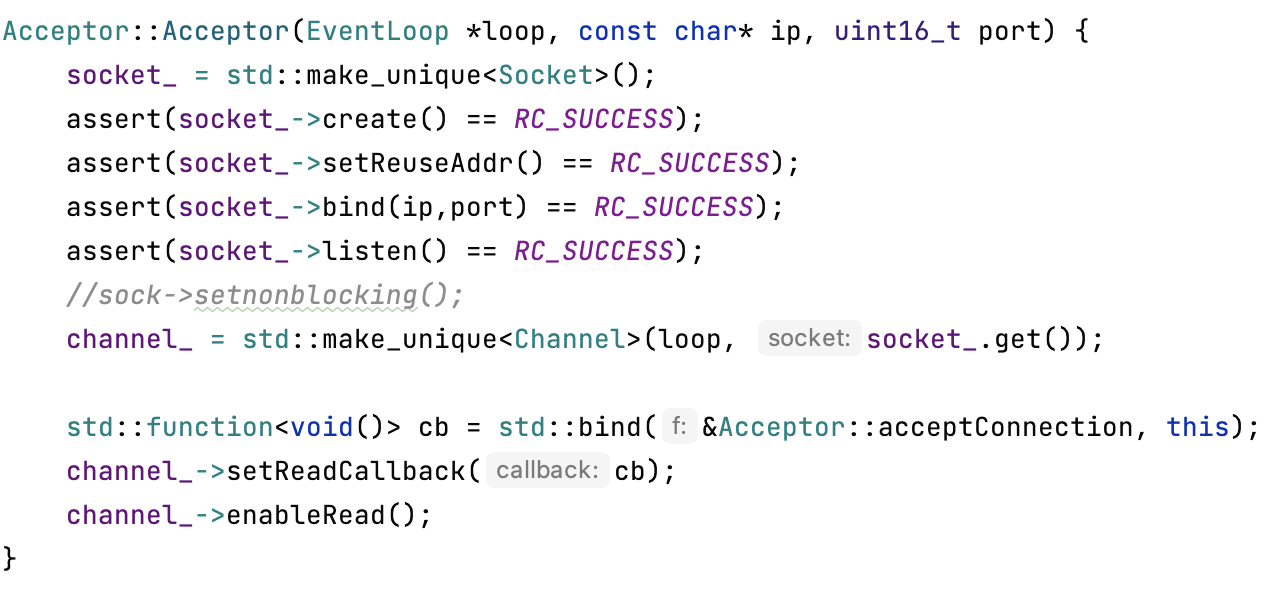 Acceptor::Acceptor(EventLoop *loop, const char* ip, uint16_t port) {
    socket_ = std::make_unique<Socket>();
    assert(socket_->create() == RC_SUCCESS);
    assert(socket_->setReuseAddr() == RC_SUCCESS);
    assert(socket_->bind(ip,port) == RC_SUCCESS);
    assert(socket_->listen() == RC_SUCCESS);
    //sock->setnonblocking();
    channel_ = std::make_unique<Channel>(loop, socket: socket_.get());
    std::function<void()> cb = std::bind(f: &Acceptor::acceptConnection, this);
    channel_->setReadCallback(callback: cb);
    channel_->enableRead();
}